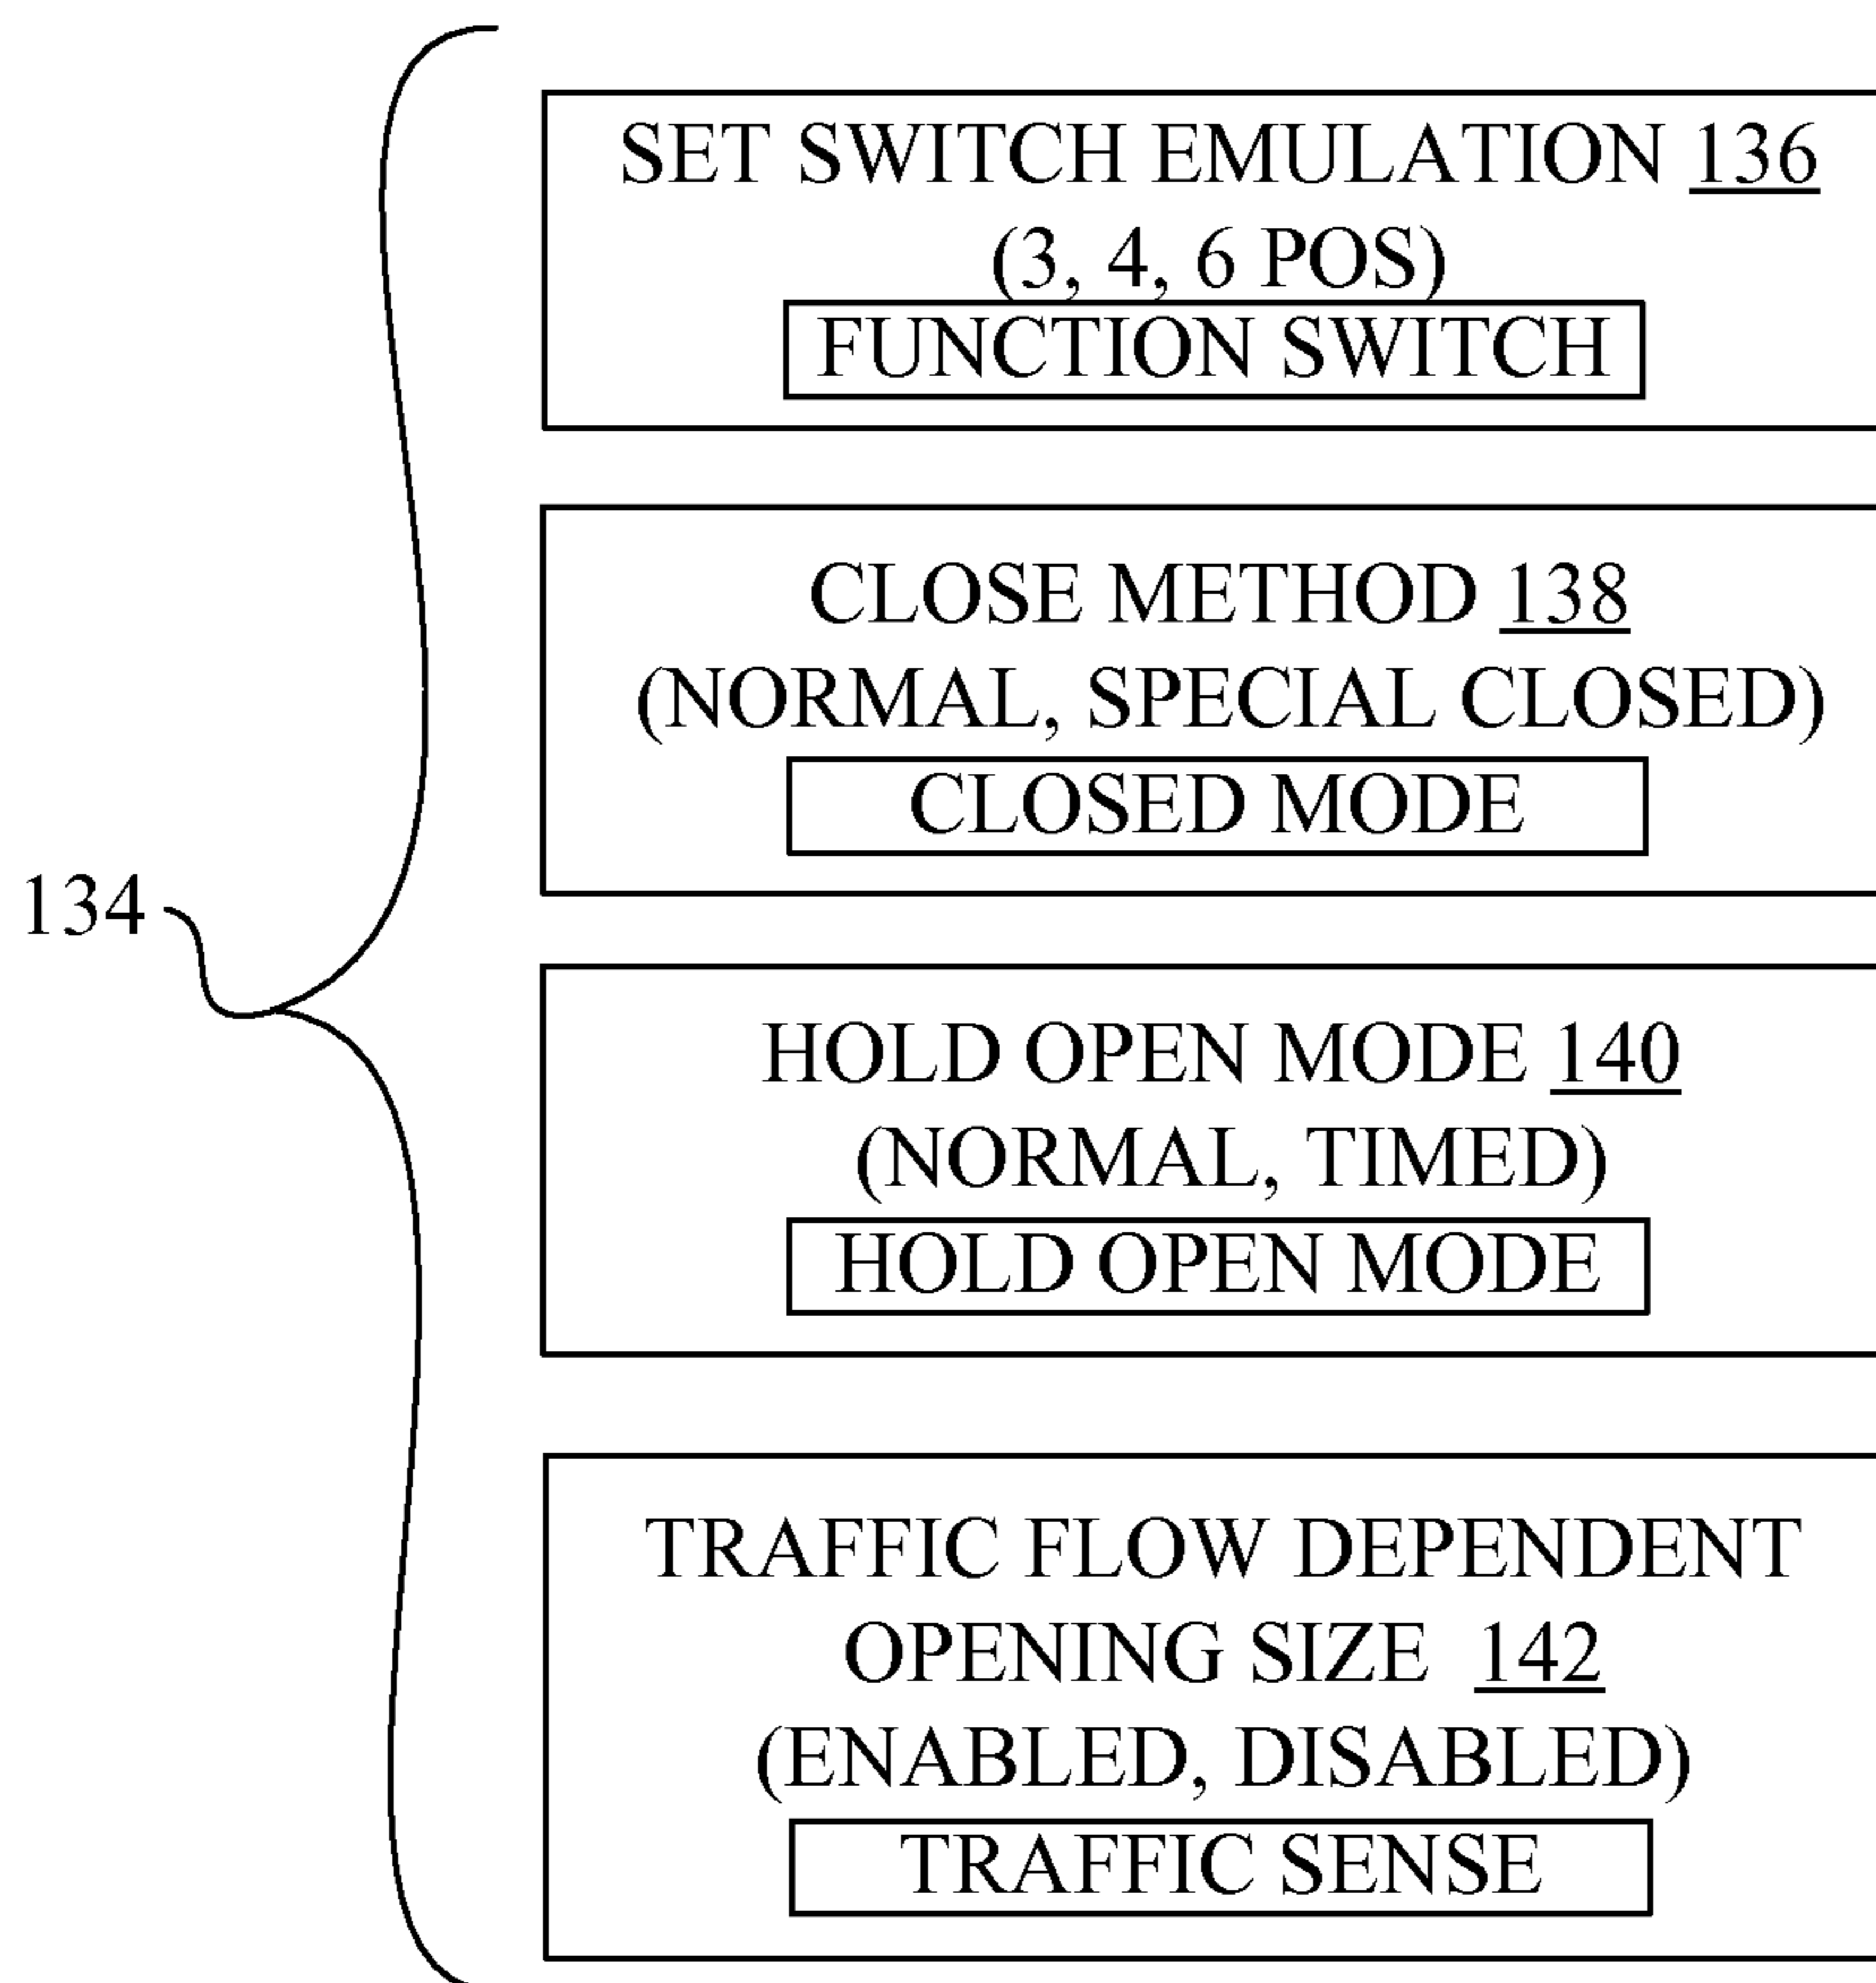 SET SWITCH EMULATION 136
(3, 4, 6 POS)
FUNCTION SWITCH
CLOSE METHOD 138
(NORMAL, SPECIAL CLOSED)
CLOSED MODE
134
HOLD OPEN MODE 140
(NORMAL, TIMED)
HOLD OPEN MODE
TRAFFIC FLOW DEPENDENT
OPENING SIZE 142
(ENABLED, DISABLED)
TRAFFIC SENSE